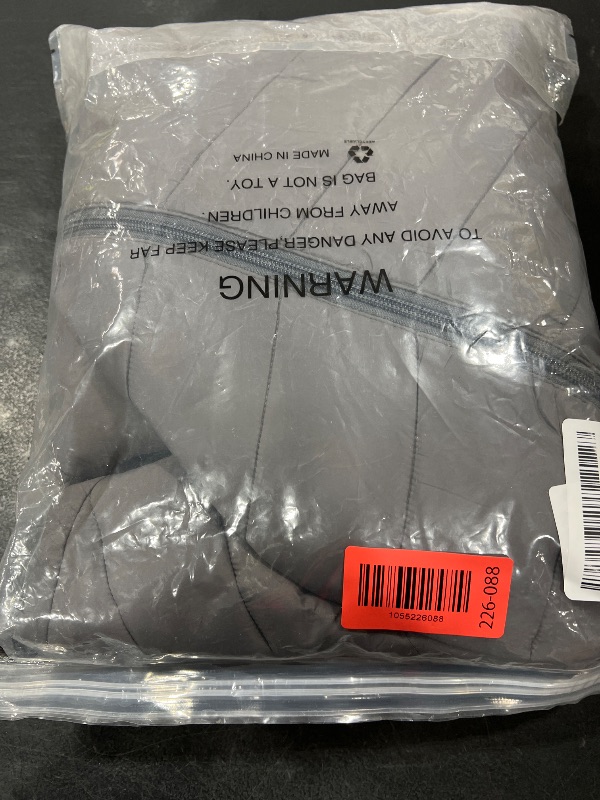 WARNING
TO AVOID ANY DANGER,PLEASE KEEP FAR
AWAY FROM CHILDREN.
BAG IS NOT A TOY.
MADE IN CHINA
1055226088
226-088